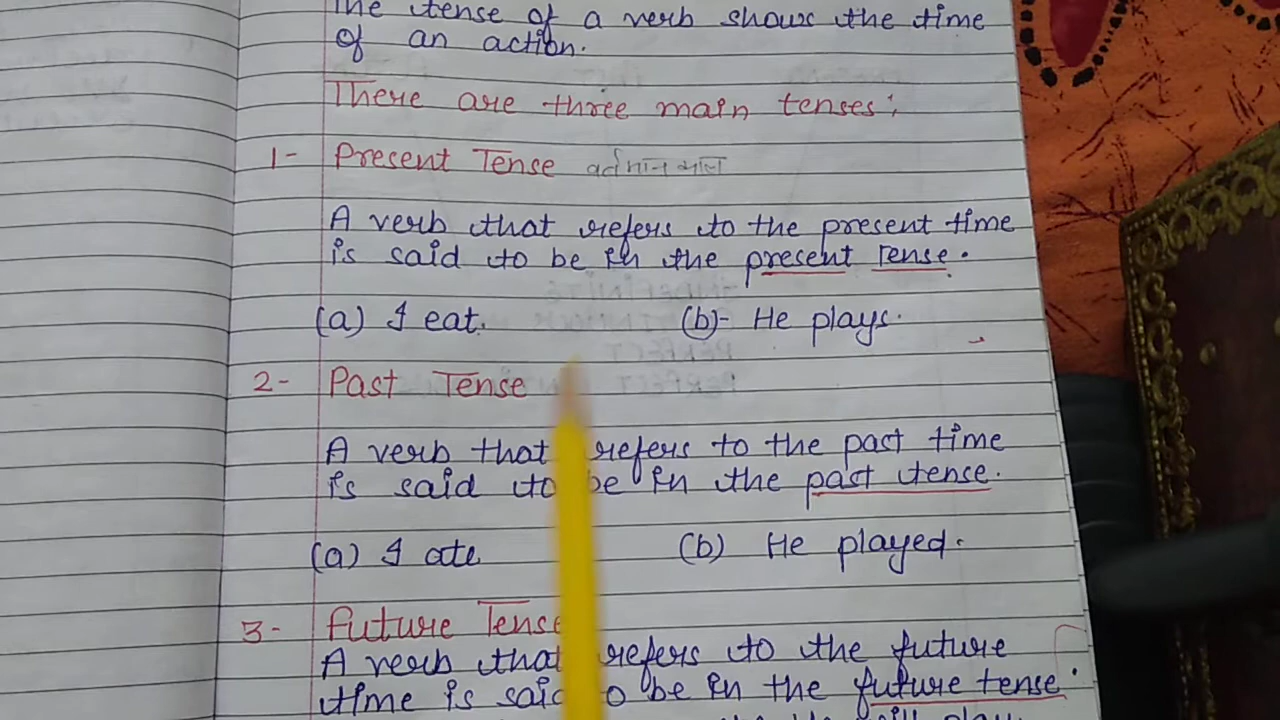 The tense of a verb shows the time
of an action.
There are three main tenses:
1- Present Tense वर्तमान काल
A verb that refers to the present time
is said to be in the present Tense.
(a) I eat. (b)- He plays.
2- Past Tense
A verb that refers to the past time
is said to be in the past tense.
(a) I ate (b) He played.
3- Future Tense
A verb that refers to the future
time is said to be in the future tense.